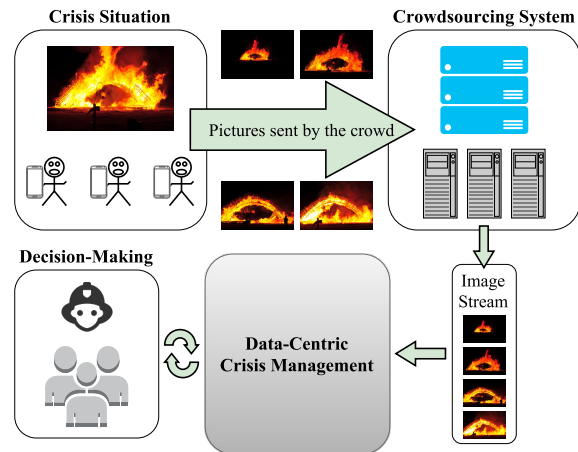 Crisis Situation
Crowdsourcing System
Pictures sent by the crowd
Decision-Making
Image
Stream
Data-Centric
Crisis Management